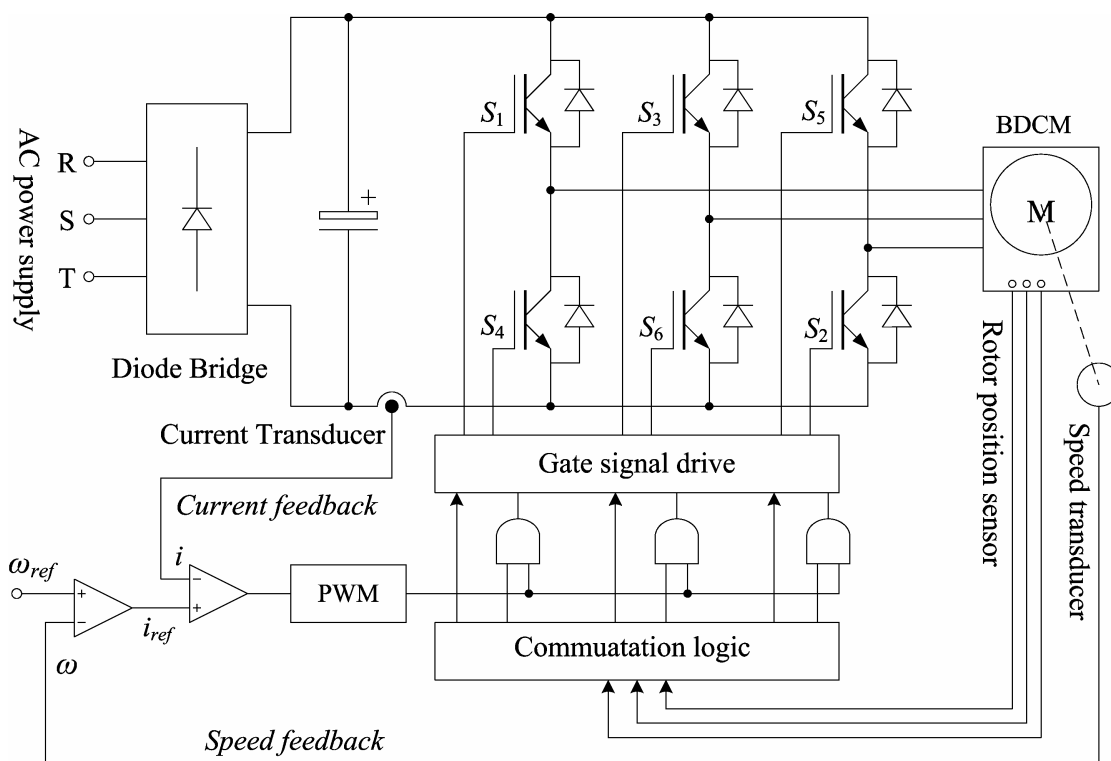 S1
S3
S5
BDCM
AC power supply
R
S
T
+
M
S4
S6
S2
Diode Bridge
Rotor position sensor
Current Transducer
Speed transducer
Gate signal drive
Current feedback
ωref
i
+
−
−
+
PWM
iref
ω
Commuatation logic
Speed feedback